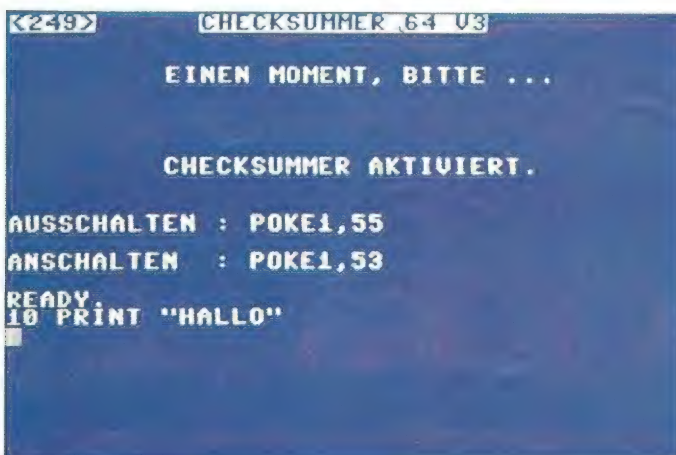 <249> CHECKSUMMER 64 V3
EINEN MOMENT, BITTE ...
CHECKSUMMER AKTIVIERT.
AUSSCHALTEN : POKE1,55
ANSCHALTEN : POKE1,53
READY.
10 PRINT "HALLO"